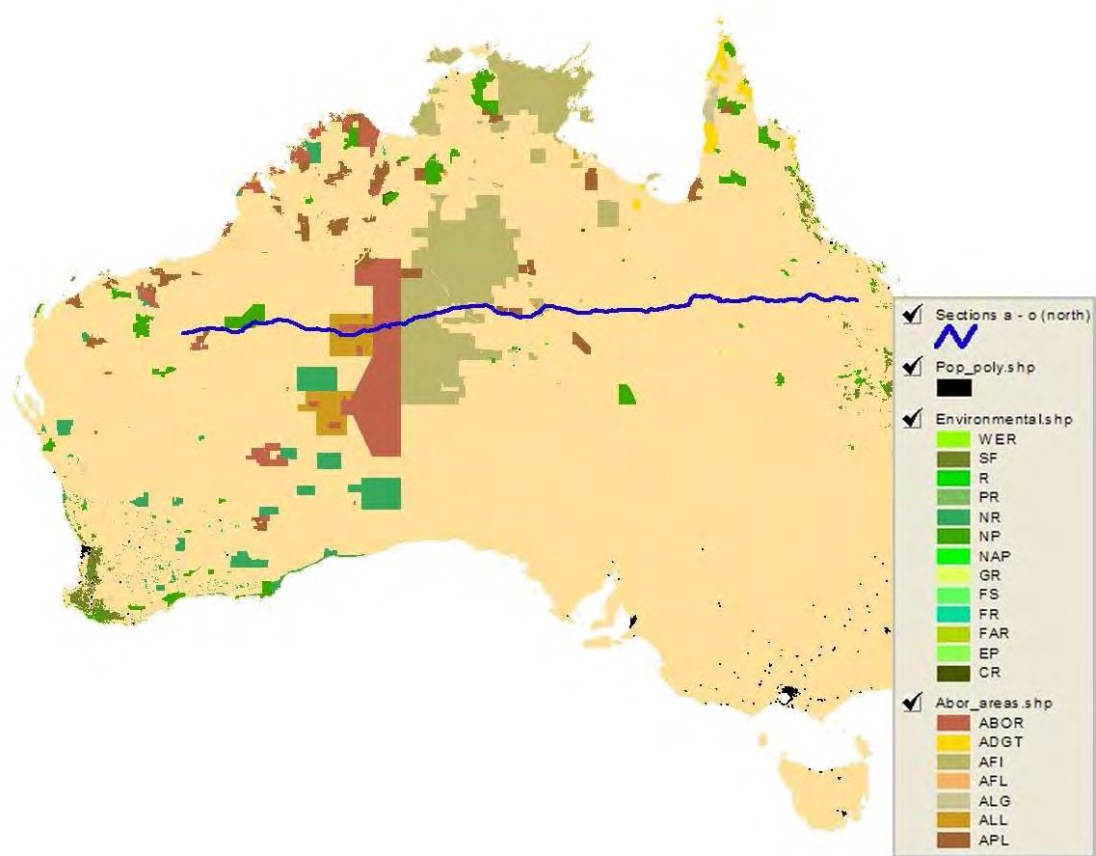 Sections a - o (north)
Pop_poly.shp
Environmental.shp
WER
SF
R
PR
NR
NP
NAP
GR
FS
FR
FAR
EP
CR
Abor_areas.shp
ABOR
ADGT
AFI
AFL
ALG
ALL
APL